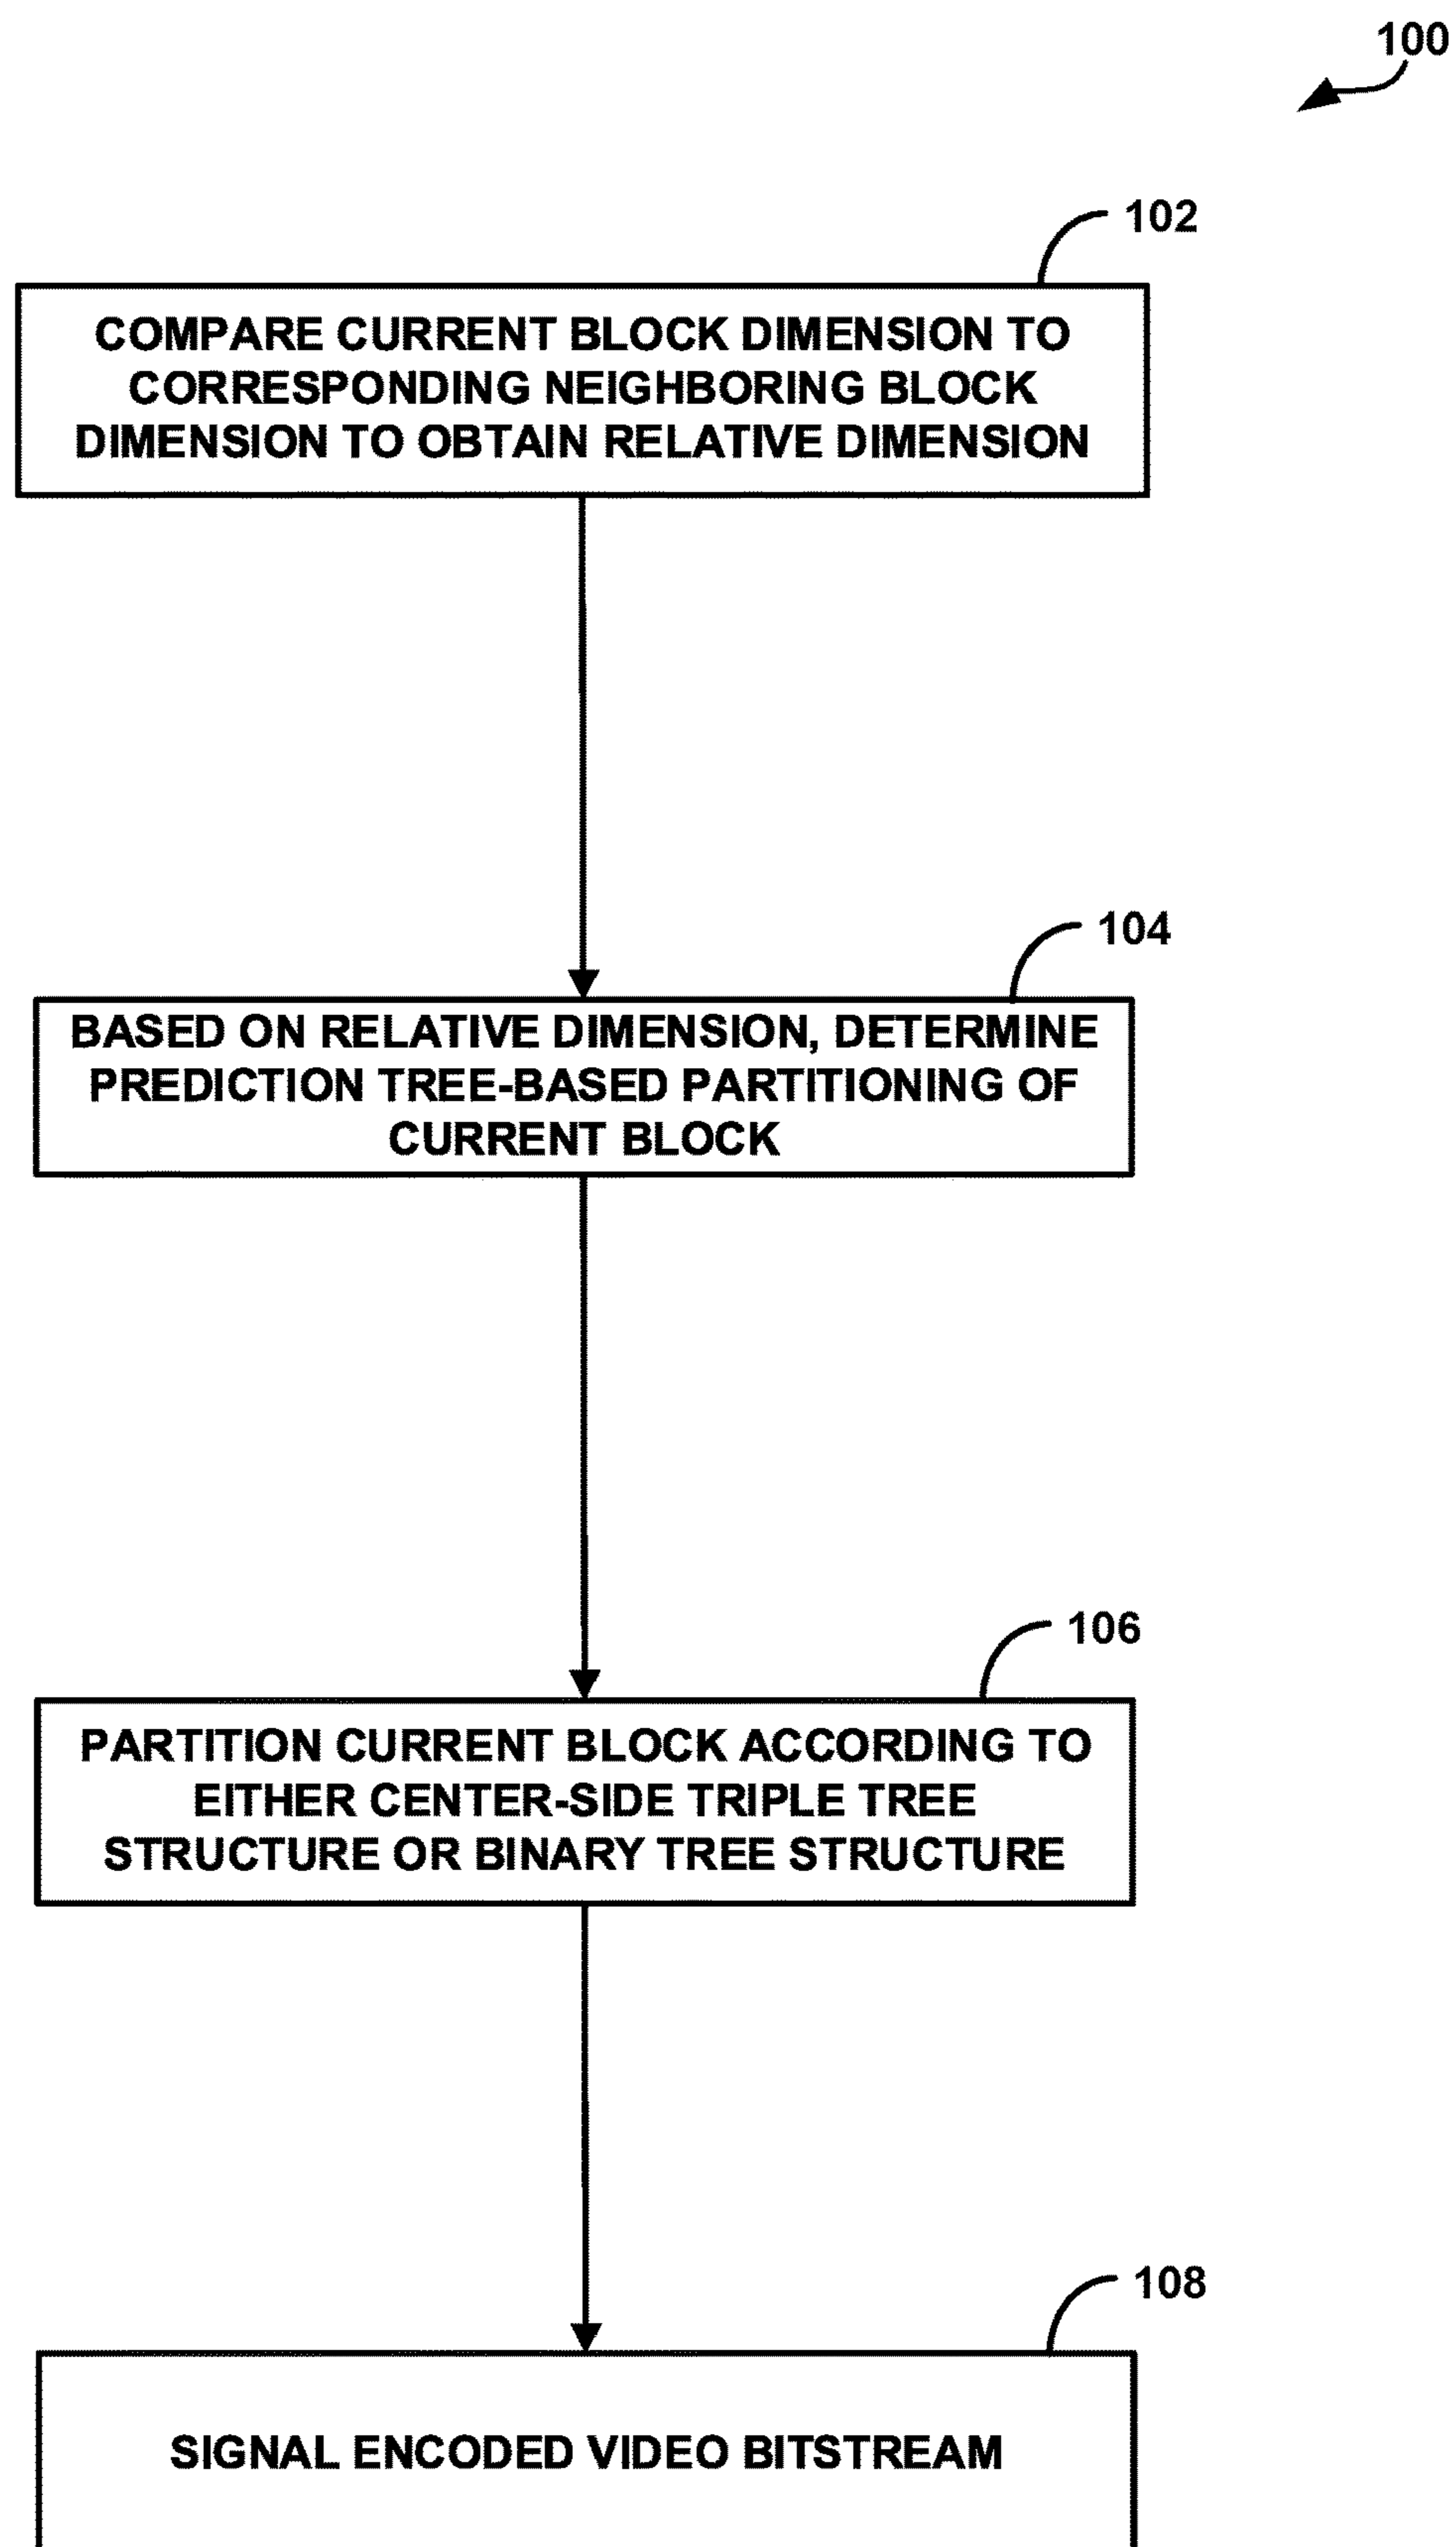 100
102
COMPARE CURRENT BLOCK DIMENSION TO
CORRESPONDING NEIGHBORING BLOCK
DIMENSION TO OBTAIN RELATIVE DIMENSION
104
BASED ON RELATIVE DIMENSION, DETERMINE
PREDICTION TREE-BASED PARTITIONING OF
CURRENT BLOCK
106
PARTITION CURRENT BLOCK ACCORDING TO
EITHER CENTER-SIDE TRIPLE TREE
STRUCTURE OR BINARY TREE STRUCTURE
108
SIGNAL ENCODED VIDEO BITSTREAM